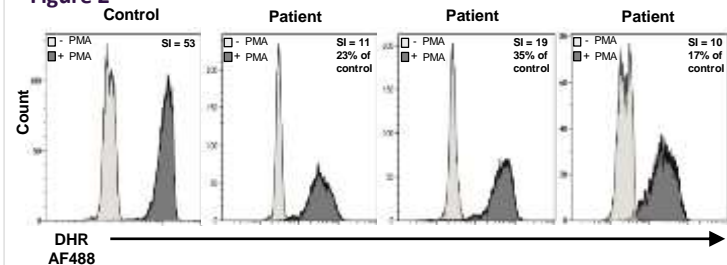 Figure 2
Control
Patient
Patient
Patient
- PMA
+ PMA
SI = 53
- PMA
+ PMA
SI = 11
23% of
control
- PMA
+ PMA
SI = 19
35% of
control
- PMA
+ PMA
SI = 10
17% of
control
Count
DHR
AF488